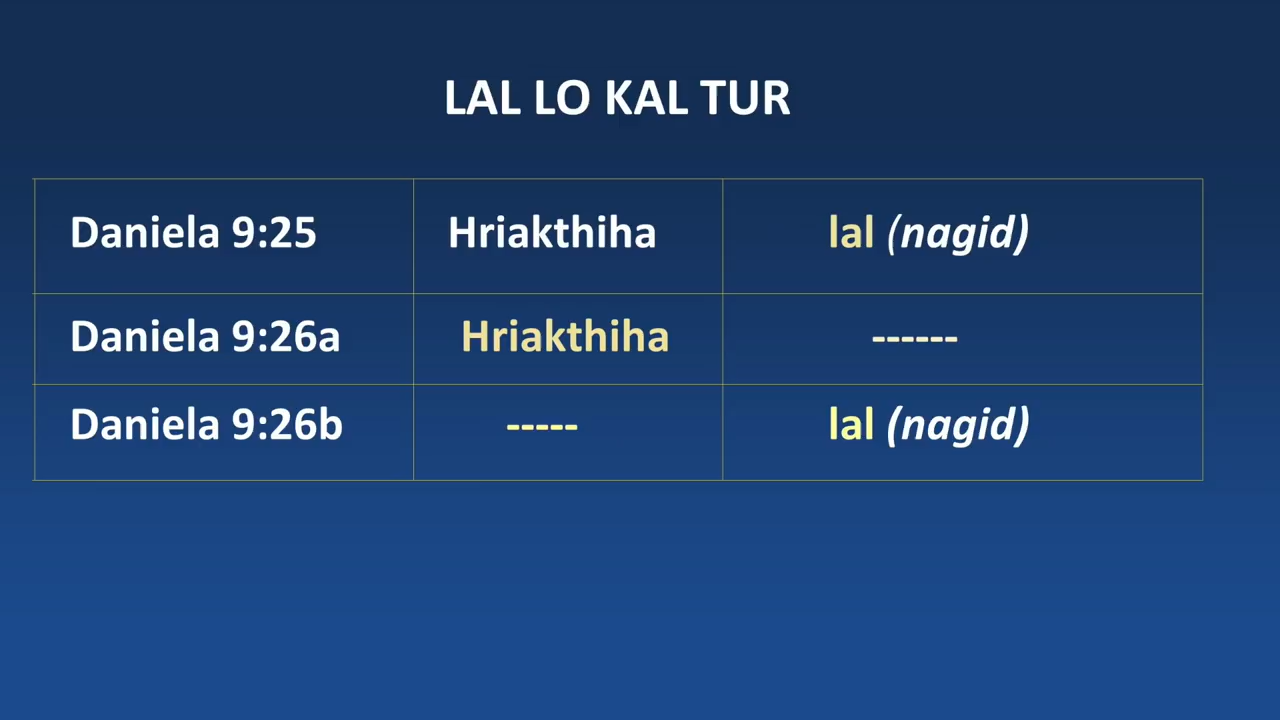 LAL LO KAL TUR
Daniela 9:25 Hriakthiha lal (nagid)
Daniela 9:26a Hriakthiha ------
Daniela 9:26b ----- lal (nagid)